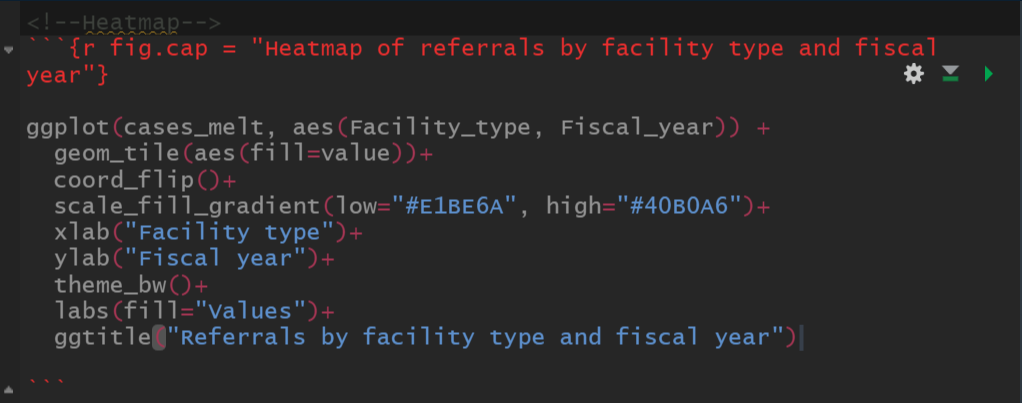 <!--Heatmap-->
```{r fig.cap = "Heatmap of referrals by facility type and fiscal
year"}
ggplot(cases_melt, aes(Facility_type, Fiscal_year)) +
  geom_tile(aes(fill=value))+
  coord_flip()+
  scale_fill_gradient(low="#E1BE6A", high="#40B0A6")+
  xlab("Facility type")+
  ylab("Fiscal year")+
  theme_bw()+
  labs(fill="Values")+
  ggtitle("Referrals by facility type and fiscal year")
```